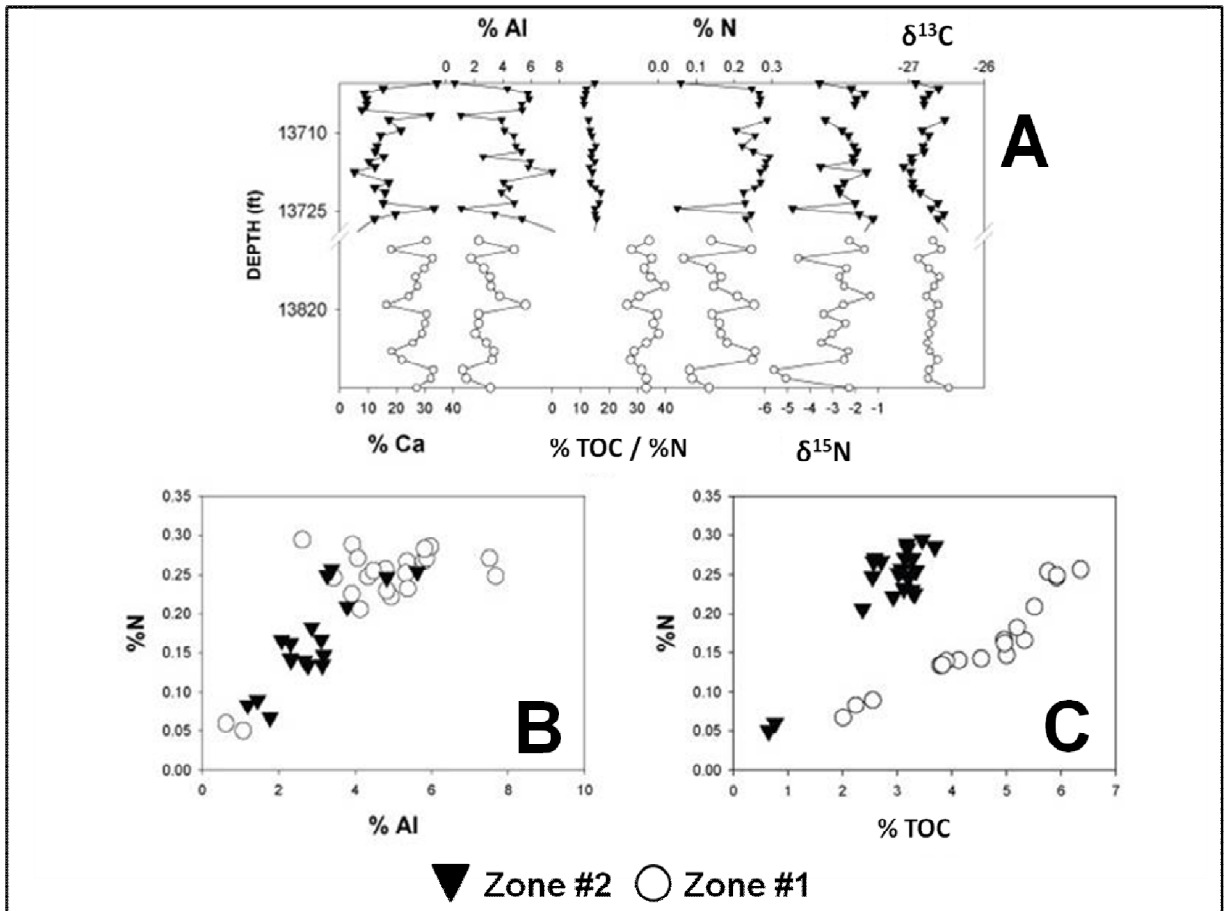 % Al % N δ13C
0 2 4 6 8 0.0 0.1 0.2 0.3 -27 -26
A
DEPTH (ft)
13710
13725
13820
0 10 20 30 40 0 10 20 30 40 -6 -5 -4 -3 -2 -1
% Ca % TOC / %N δ15N
0.35
0.30
0.25
0.20
0.15
0.10
0.05
0.00
%N
B
0 2 4 6 8 10
% Al
0.35
0.30
0.25
0.20
0.15
0.10
0.05
0.00
%N
C
0 1 2 3 4 5 6 7
% TOC
Zone #2 Zone #1